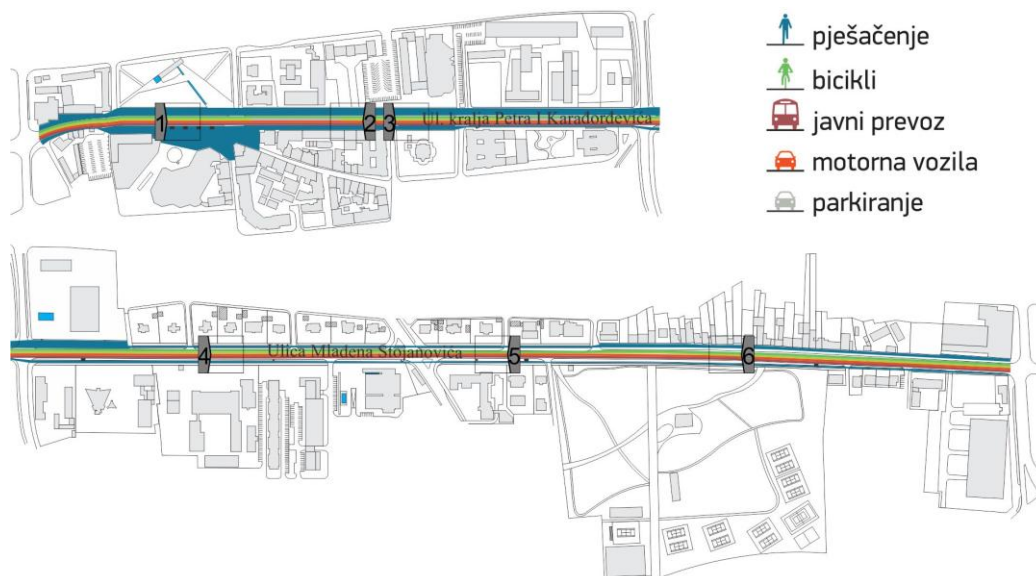 pješačenje
bicikli
javni prevoz
motorna vozila
parkiranje
1
2
3
Ul. kralja Petra I Karađorđevića
4
Ulica Mladena Stojanovića
5
6